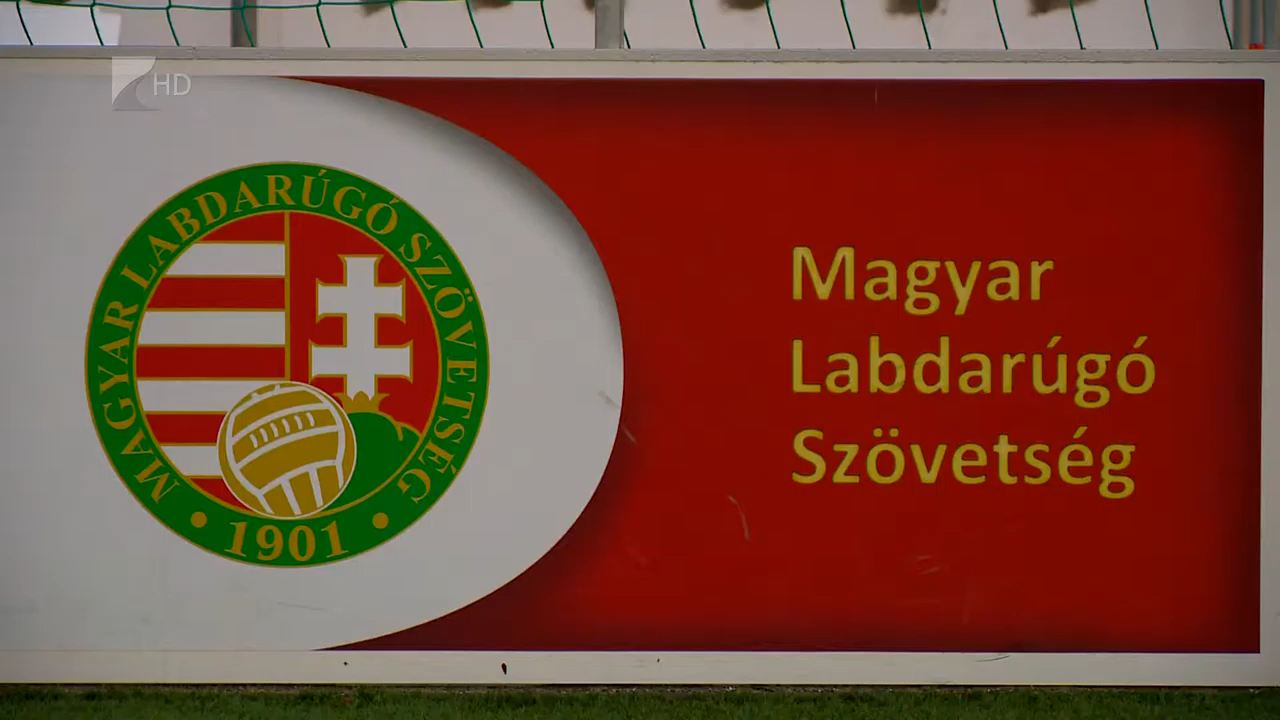 HD
MAGYAR LABDARÚGÓ SZÖVETSÉG
• 1901 •
Magyar
Labdarúgó
Szövetség